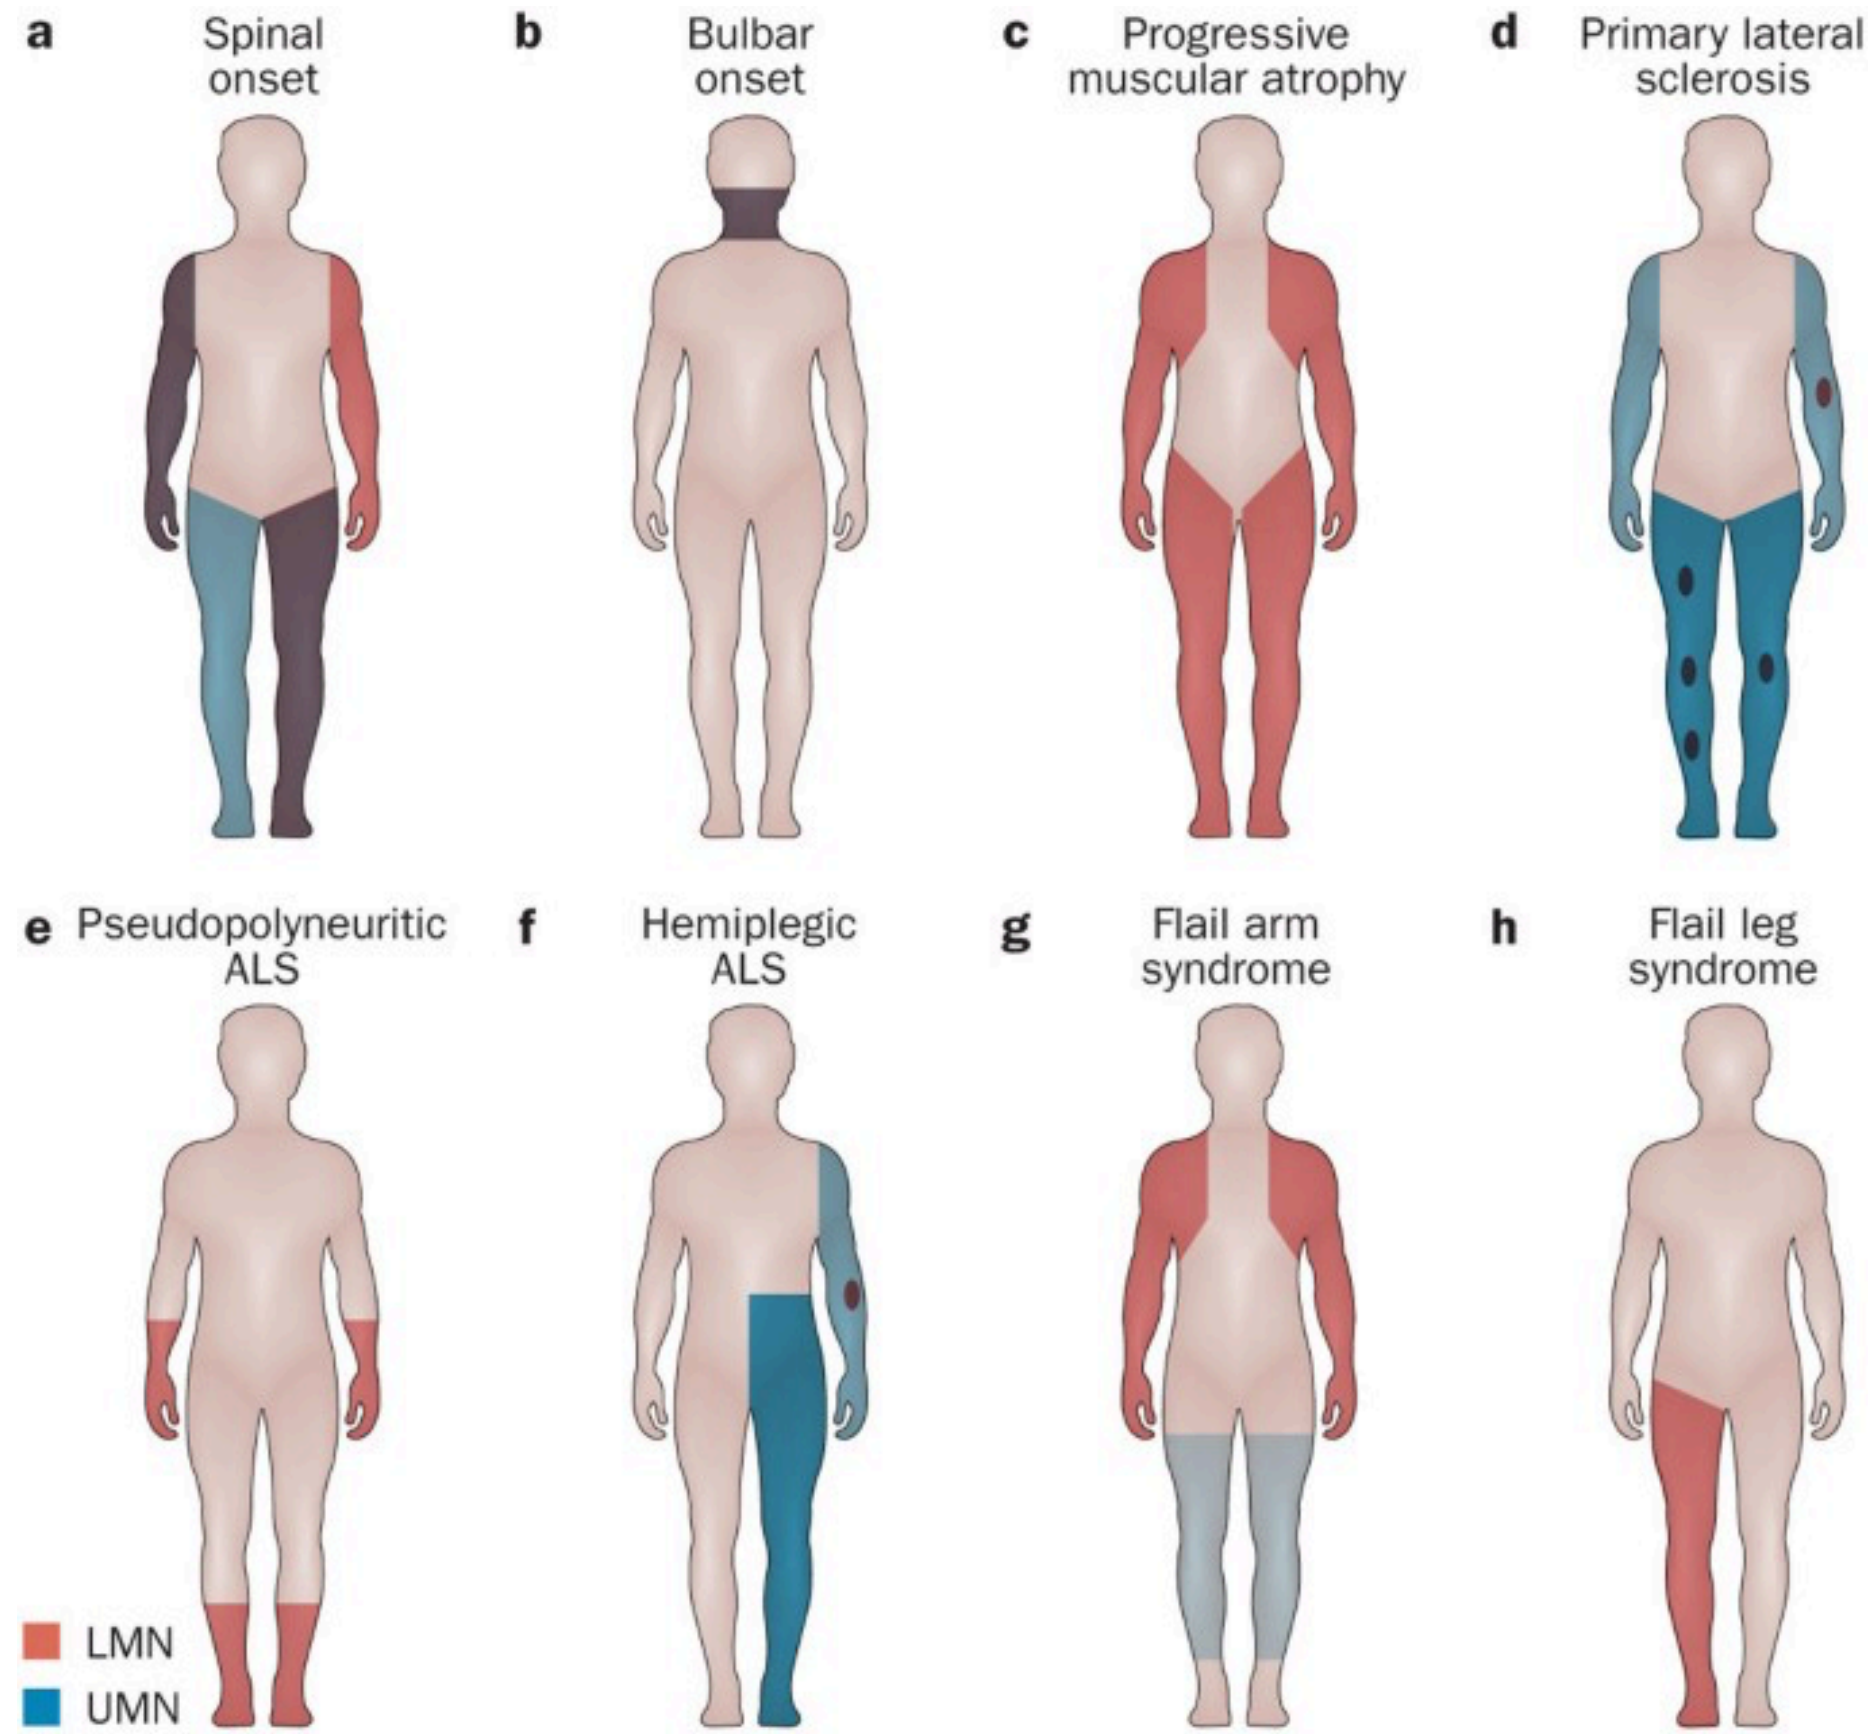 a Spinal onset
b Bulbar onset
c Progressive muscular atrophy
d Primary lateral sclerosis
e Pseudopolyneuritic ALS
f Hemiplegic ALS
g Flail arm syndrome
h Flail leg syndrome
LMN
UMN